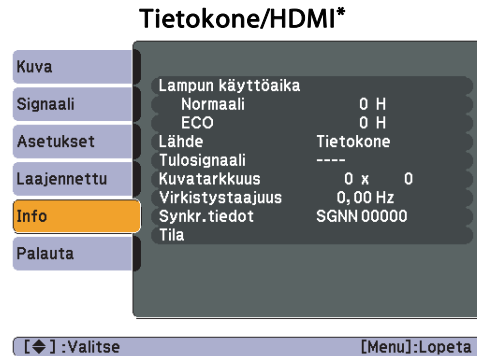 Tietokone/HDMI*
Kuva
Signaali
Asetukset
Laajennettu
Info
Palauta
Lampun käyttöaika
Normaali 0 H
ECO 0 H
Lähde Tietokone
Tulosignaali ----
Kuvatarkkuus 0 x 0
Virkistystaajuus 0,00 Hz
Synkr.tiedot SGNN 00000
Tila
[◆] :Valitse [Menu]:Lopeta